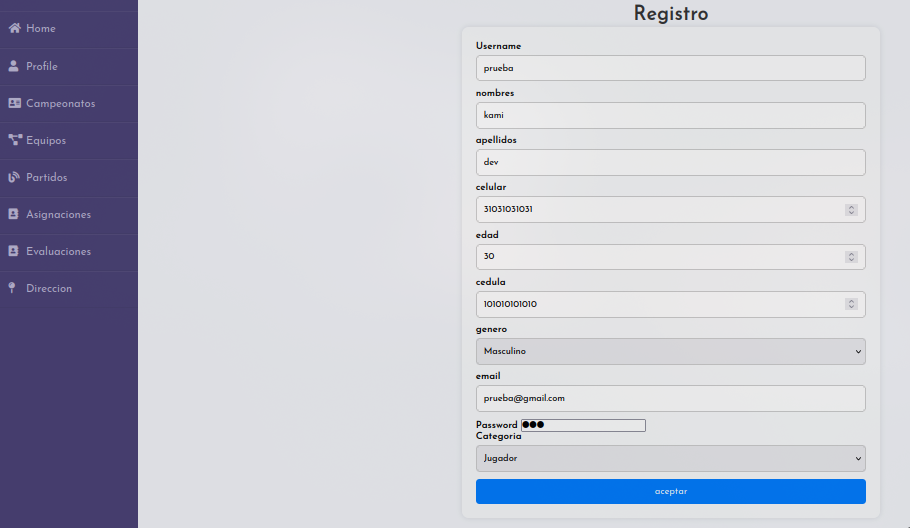 Home
Profile
Campeonatos
Equipos
Partidos
Asignaciones
Evaluaciones
Direccion
Registro
Username
prueba
nombres
kami
apellidos
dev
celular
31031031031
edad
30
cedula
101010101010
genero
Masculino
email
prueba@gmail.com
Password ●●●
Categoria
Jugador
aceptar